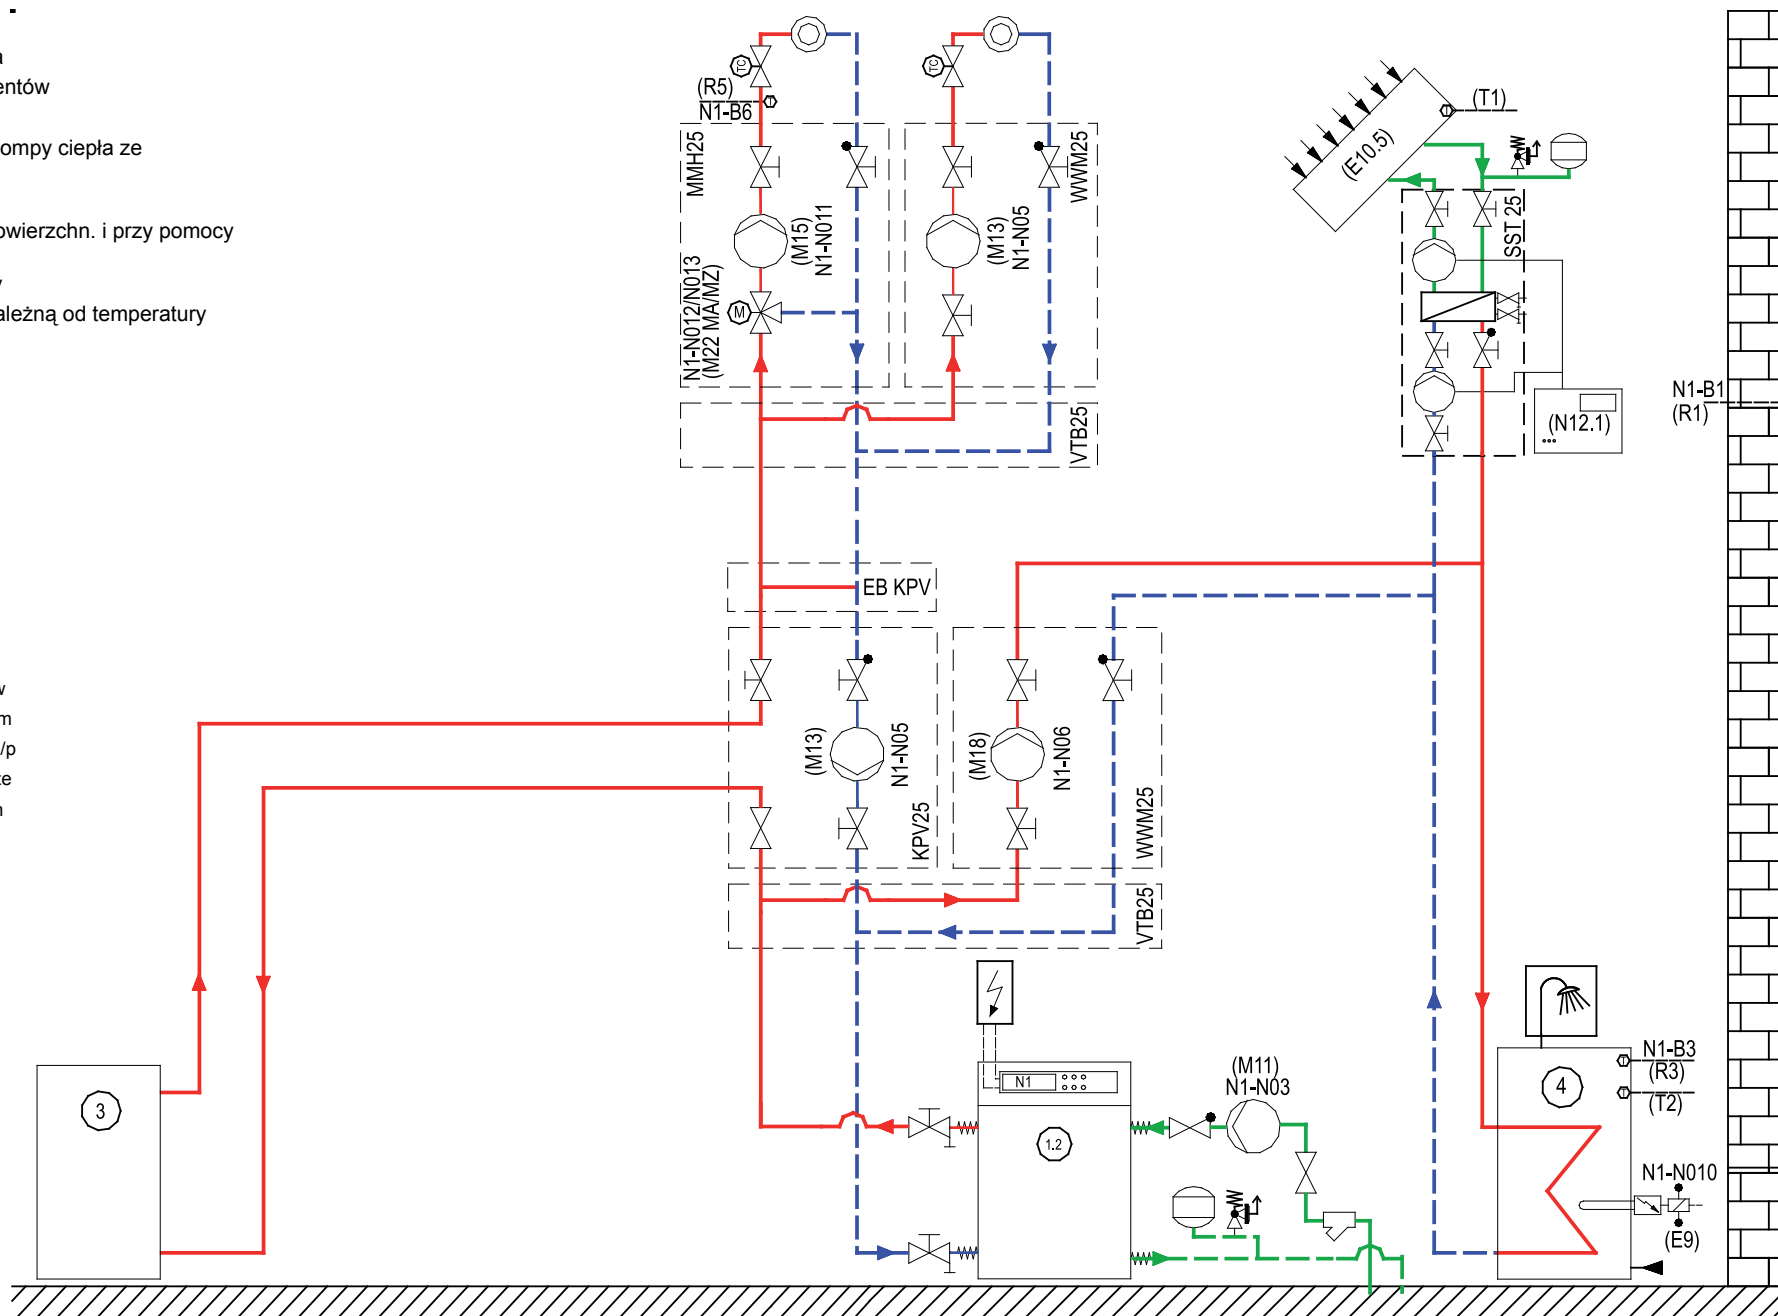 -
a
entów
ompy ciepła ze
owierzchn. i przy pomocy
y
ależną od temperatury
w
m
/p
że
h
TC
TC
(R5)
N1-B6
MMH25
WWM25
(M15)
N1-N011
(M13)
N1-N05
N1-N012/N013
(M22 MA/MZ)
M
VTB25
(T1)
(E10.5)
SST 25
(N12.1)
N1-B1
(R1)
EB KPV
(M13)
N1-N05
KPV25
(M18)
N1-N06
WWM25
VTB25
3
N1
1.2
(M11)
N1-N03
4
N1-B3
(R3)
(T2)
N1-N010
(E9)